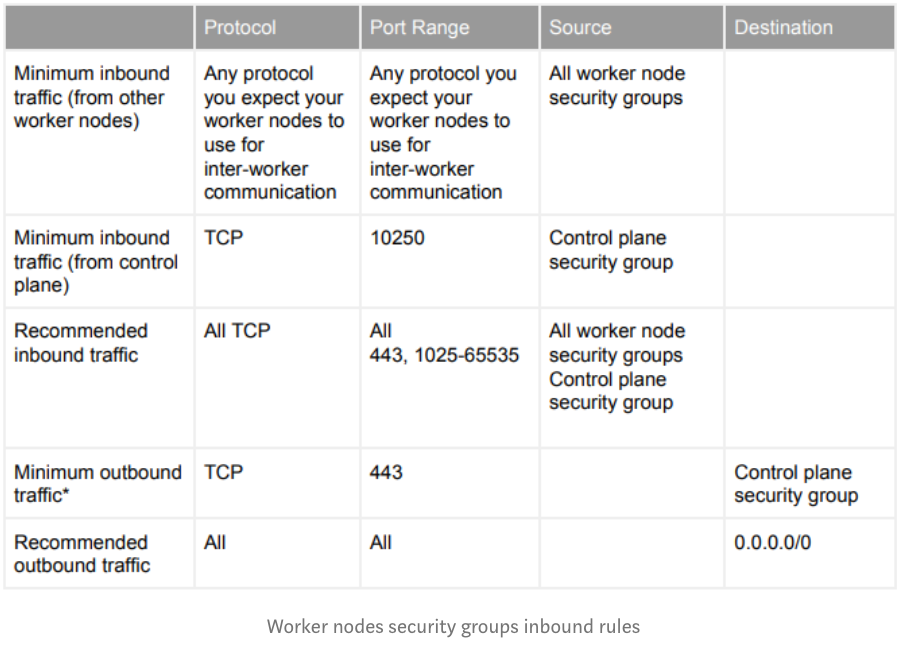 Protocol
Port Range
Source
Destination
Minimum inbound
traffic (from other
worker nodes)
Any protocol
you expect your
worker nodes to
use for
inter-worker
communication
Any protocol you
expect your
worker nodes to
use for
inter-worker
communication
All worker node
security groups
Minimum inbound
traffic (from control
plane)
TCP
10250
Control plane
security group
Recommended
inbound traffic
All TCP
All
443, 1025-65535
All worker node
security groups
Control plane
security group
Minimum outbound
traffic*
TCP
443
Control plane
security group
Recommended
outbound traffic
All
All
0.0.0.0/0
Worker nodes security groups inbound rules